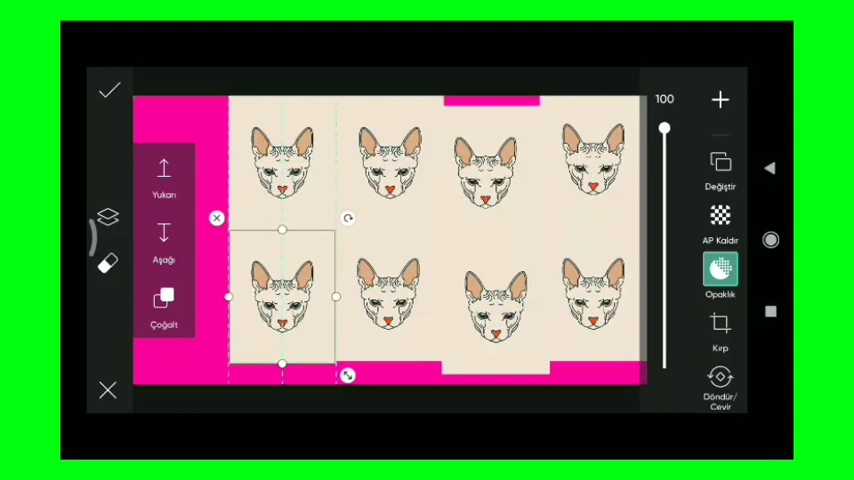 100
Yukarı
Aşağı
Çoğalt
Değiştir
AP Kaldır
Opaklık
Kırp
Döndür/
Çevir